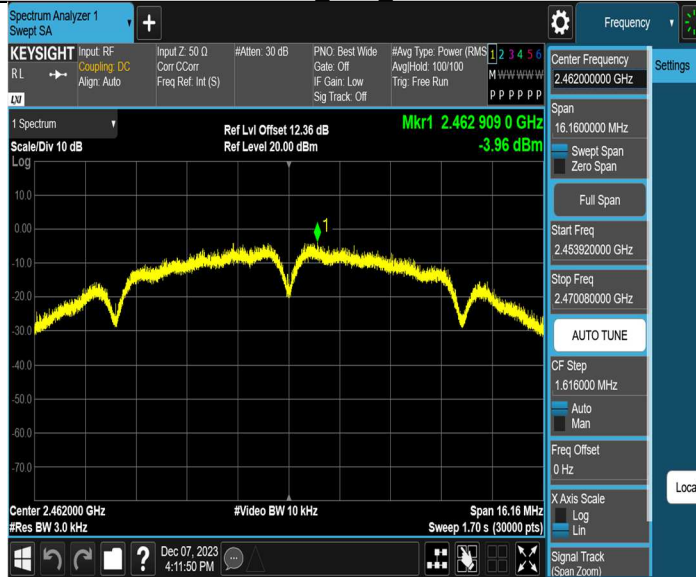 Spectrum Analyzer 1
Swept SA
Frequency
KEYSIGHT
RL
LXI
Input: RF
Coupling: DC
Align: Auto
Input Z: 50 Ω
Corr CCorr
Freq Ref: Int (S)
#Atten: 30 dB
PNO: Best Wide
Gate: Off
IF Gain: Low
Sig Track: Off
#Avg Type: Power (RMS
Avg|Hold: 100/100
Trig: Free Run
1 2 3 4 5 6
M W W W W W
P P P P P P
1 Spectrum
Scale/Div 10 dB
Log
Ref Lvl Offset 12.36 dB
Ref Level 20.00 dBm
Mkr1 2.462 909 0 GHz
-3.96 dBm
10.0
0.00
-10.0
-20.0
-30.0
-40.0
-50.0
-60.0
-70.0
1
Center 2.462000 GHz
#Res BW 3.0 kHz
#Video BW 10 kHz
Span 16.16 MHz
Sweep 1.70 s (30000 pts)
Dec 07, 2023
4:11:50 PM
Center Frequency
2.462000000 GHz
Settings
Span
16.1600000 MHz
Swept Span
Zero Span
Full Span
Start Freq
2.453920000 GHz
Stop Freq
2.470080000 GHz
AUTO TUNE
CF Step
1.616000 MHz
Auto
Man
Freq Offset
0 Hz
X Axis Scale
Log
Lin
Loca
Signal Track
(Span Zoom)